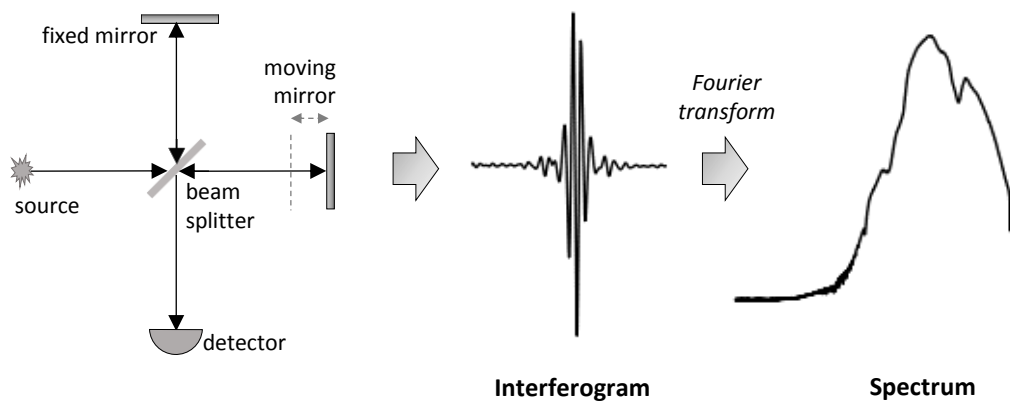 fixed mirror
moving
mirror
source
beam
splitter
detector
Fourier
transform
Interferogram
Spectrum